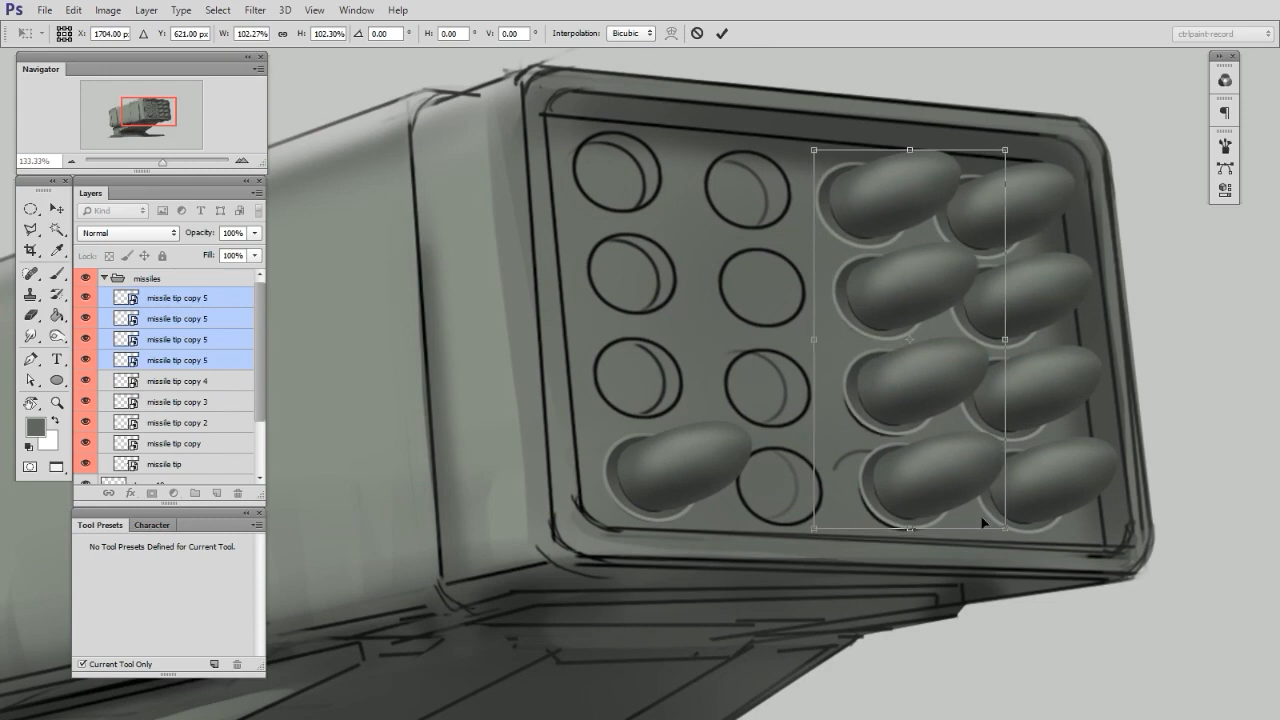 Ps File Edit Image Layer Type Select Filter 3D View Window Help
X: 1704.00 px Y: 621.00 px W: 102.27% H: 102.30% 0.00 ° H: 0.00 ° V: 0.00 ° Interpolation: Bicubic ctrlpaint-record
Navigator
133.33%
Layers
Kind
Normal Opacity: 100%
Lock: Fill: 100%
missiles
missile tip copy 5
missile tip copy 5
missile tip copy 5
missile tip copy 5
missile tip copy 4
missile tip copy 3
missile tip copy 2
missile tip copy
missile tip
Tool Presets Character
No Tool Presets Defined for Current Tool.
Current Tool Only